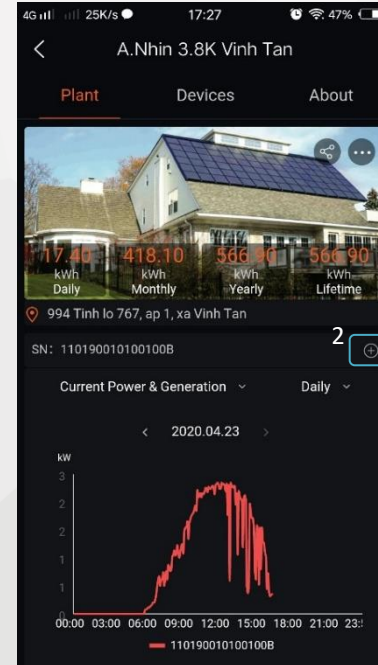 4G 25K/s 17:27 47%
A.Nhin 3.8K Vinh Tan
Plant Devices About
17.40 418.10 566.90 566.90
kWh kWh kWh kWh
Daily Monthly Yearly Lifetime
994 Tinh lo 767, ap 1, xa Vinh Tan
2
SN: 110190010100100B
Current Power & Generation Daily
2020.04.23
kW
3
2
2
1
1
0
00:00 03:00 06:00 09:00 12:00 15:00 18:00 21:00 23:
110190010100100B